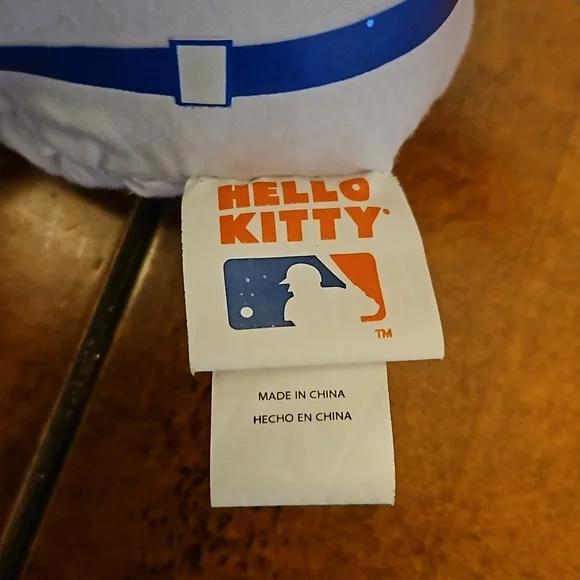 HELLO
KITTY
TM
MADE IN CHINA
HECHO EN CHINA